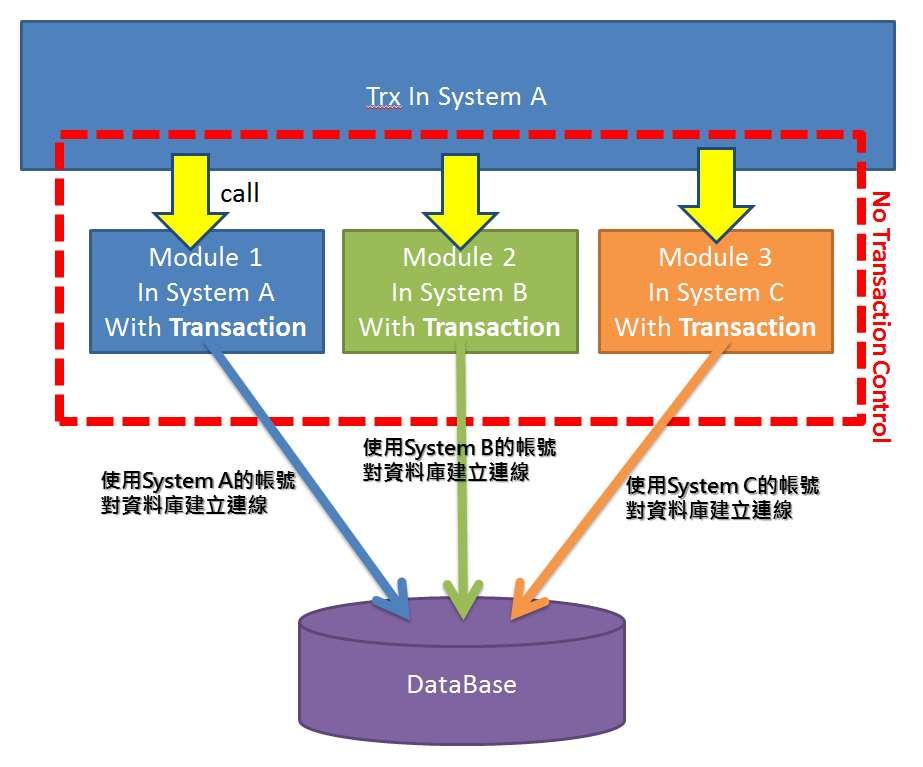 Trx In System A
call
Module 1
In System A
With Transaction
Module 2
In System B
With Transaction
Module 3
In System C
With Transaction
No Transaction Control
使用System A的帳號
對資料庫建立連線
使用System B的帳號
對資料庫建立連線
使用System C的帳號
對資料庫建立連線
DataBase